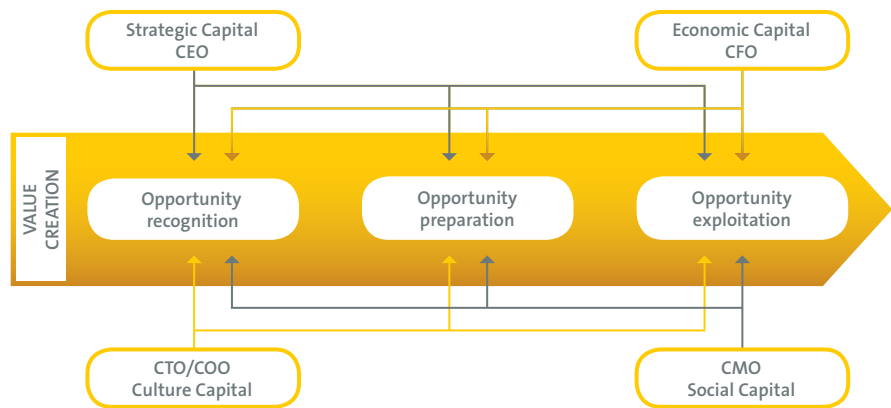 Strategic Capital
CEO
Economic Capital
CFO
VALUE
CREATION
Opportunity
recognition
Opportunity
preparation
Opportunity
exploitation
CTO/COO
Culture Capital
CMO
Social Capital